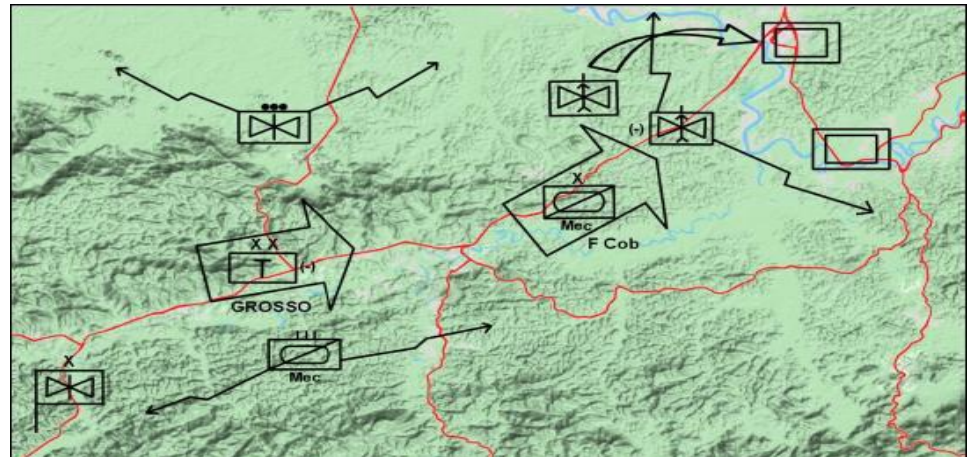 (-)
X
Mec
F Cob
X X
T
(-)
GROSSO
III
Mec
X